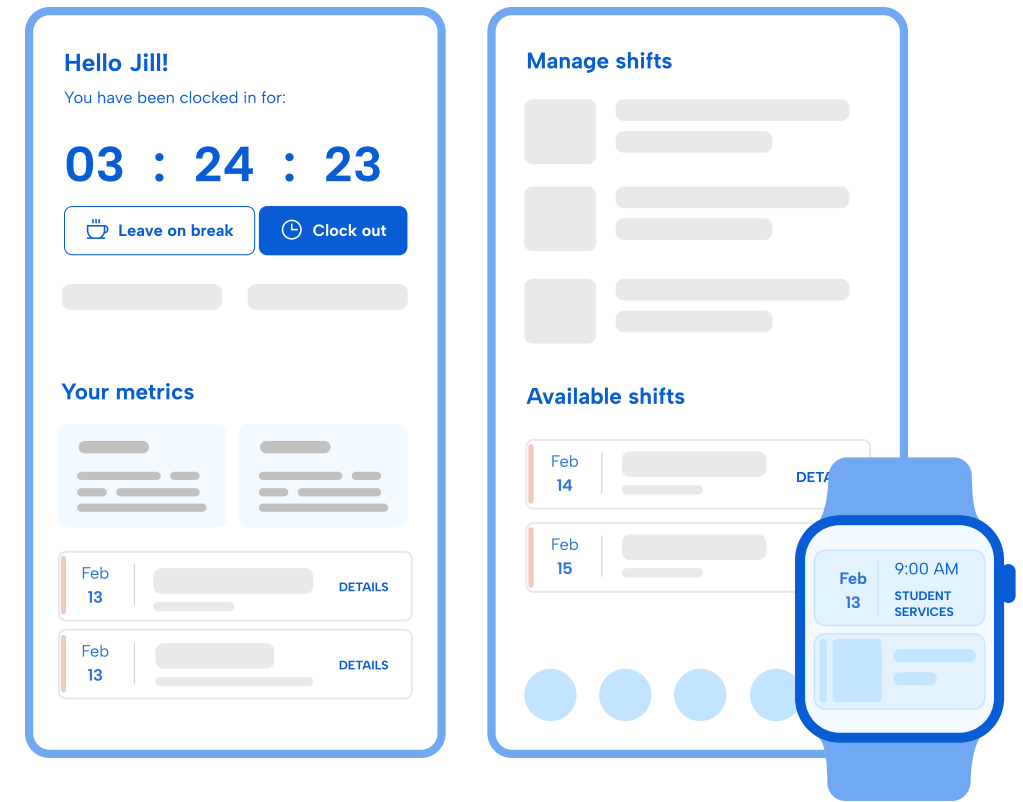 Hello Jill!
You have been clocked in for:
03 : 24 : 23
Leave on break
Clock out
Your metrics
Feb
13
DETAILS
Feb
13
DETAILS
Manage shifts
Available shifts
Feb
14
Feb
15
Feb
13
9:00 AM
STUDENT
SERVICES